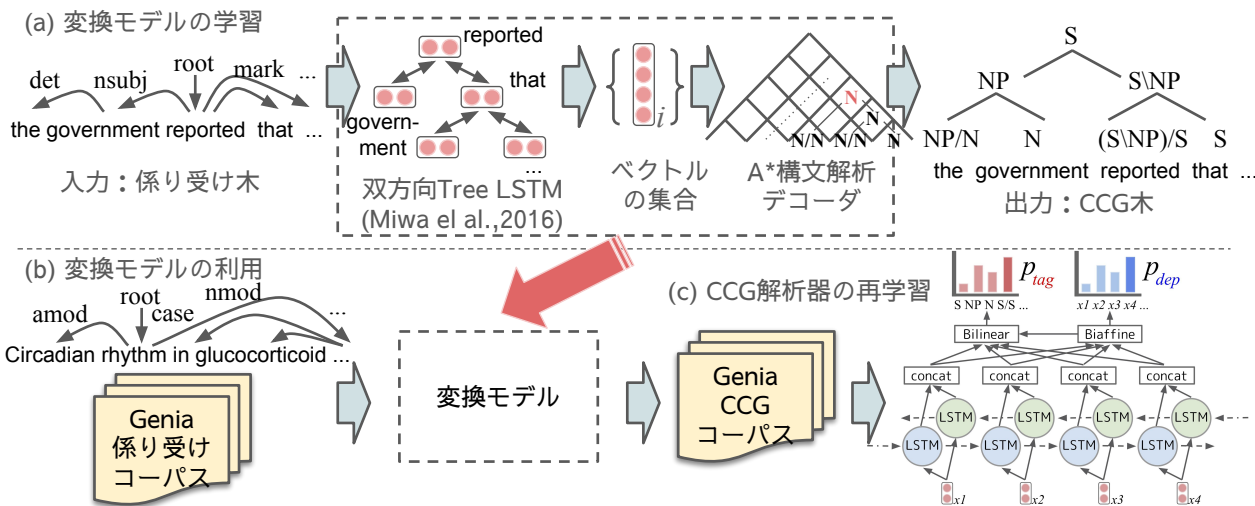 (a) 変換モデルの学習
det nsubj root mark ...
the government reported that ...
入力：係り受け木
reported
that
govern-
ment
...
双方向Tree LSTM
(Miwa el al.,2016)
i
ベクトル
の集合
N
N
N/N N/N N
A*構文解析
デコーダ
S
NP S\NP
NP/N N (S\NP)/S S
the government reported that ...
出力：CCG木
(b) 変換モデルの利用
amod root case nmod ...
Circadian rhythm in glucocorticoid ...
Genia
係り受け
コーパス
変換モデル
Genia
CCG
コーパス
(c) CCG解析器の再学習
ptag
S NP N S/S ...
pdep
x1 x2 x3 x4 ...
Bilinear Biaffine
concat concat concat concat
LSTM LSTM LSTM LSTM
LSTM LSTM LSTM LSTM
x1 x2 x3 x4